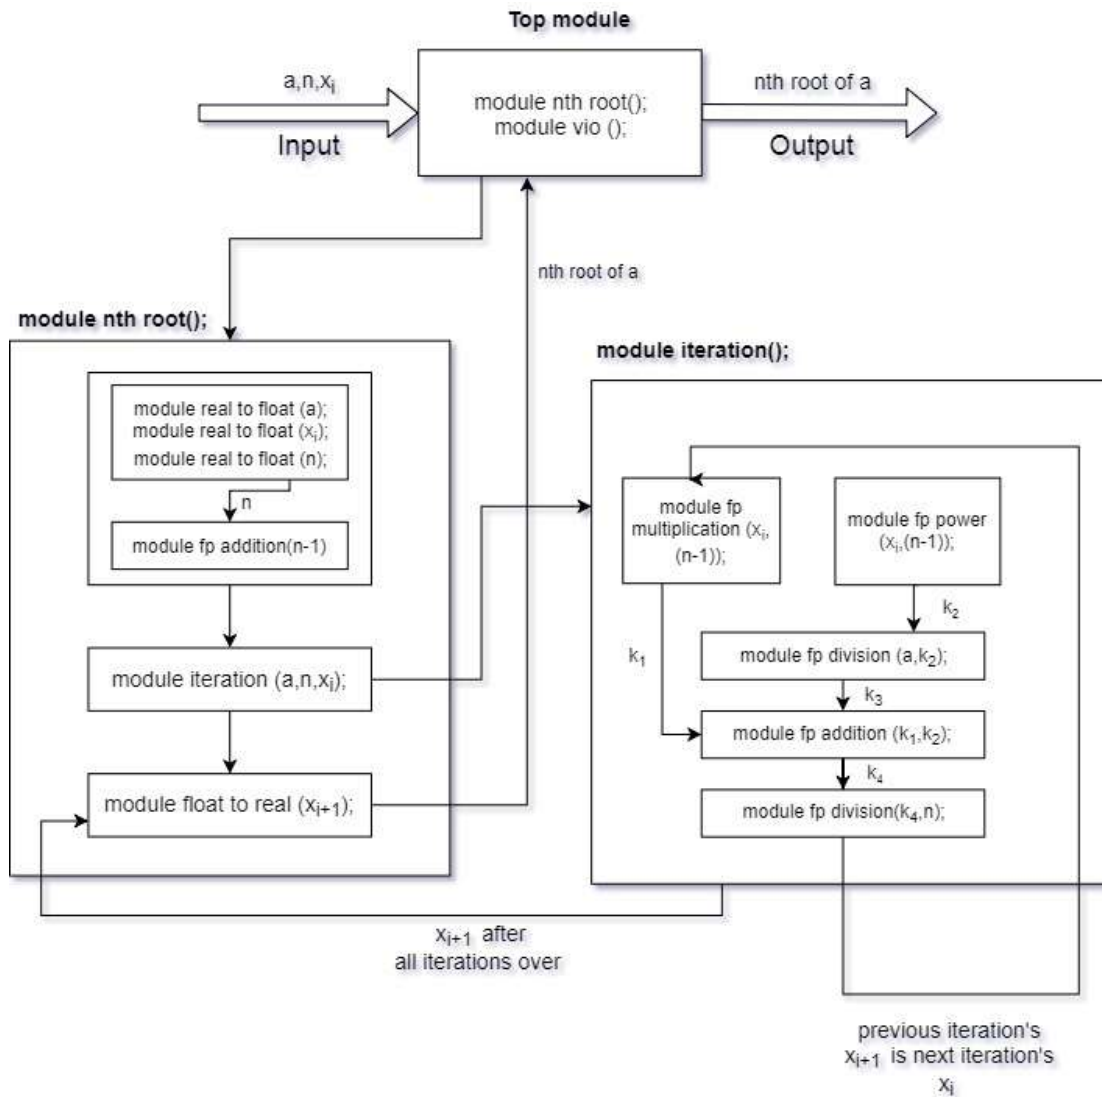 Top module
a,n,xᵢ
Input
module nth root();
module vio ();
nth root of a
Output
nth root of a
module nth root();
module real to float (a);
module real to float (xᵢ);
module real to float (n);
n
module fp addition(n-1)
module iteration (a,n,xᵢ);
module float to real (xᵢ₊₁);
module iteration();
module fp
multiplication (xᵢ,
(n-1));
module fp power
(xᵢ,(n-1));
k₁
k₂
module fp division (a,k₂);
k₃
module fp addition (k₁,k₂);
k₄
module fp division(k₄,n);
xᵢ₊₁ after
all iterations over
previous iteration's
xᵢ₊₁ is next iteration's
xᵢ